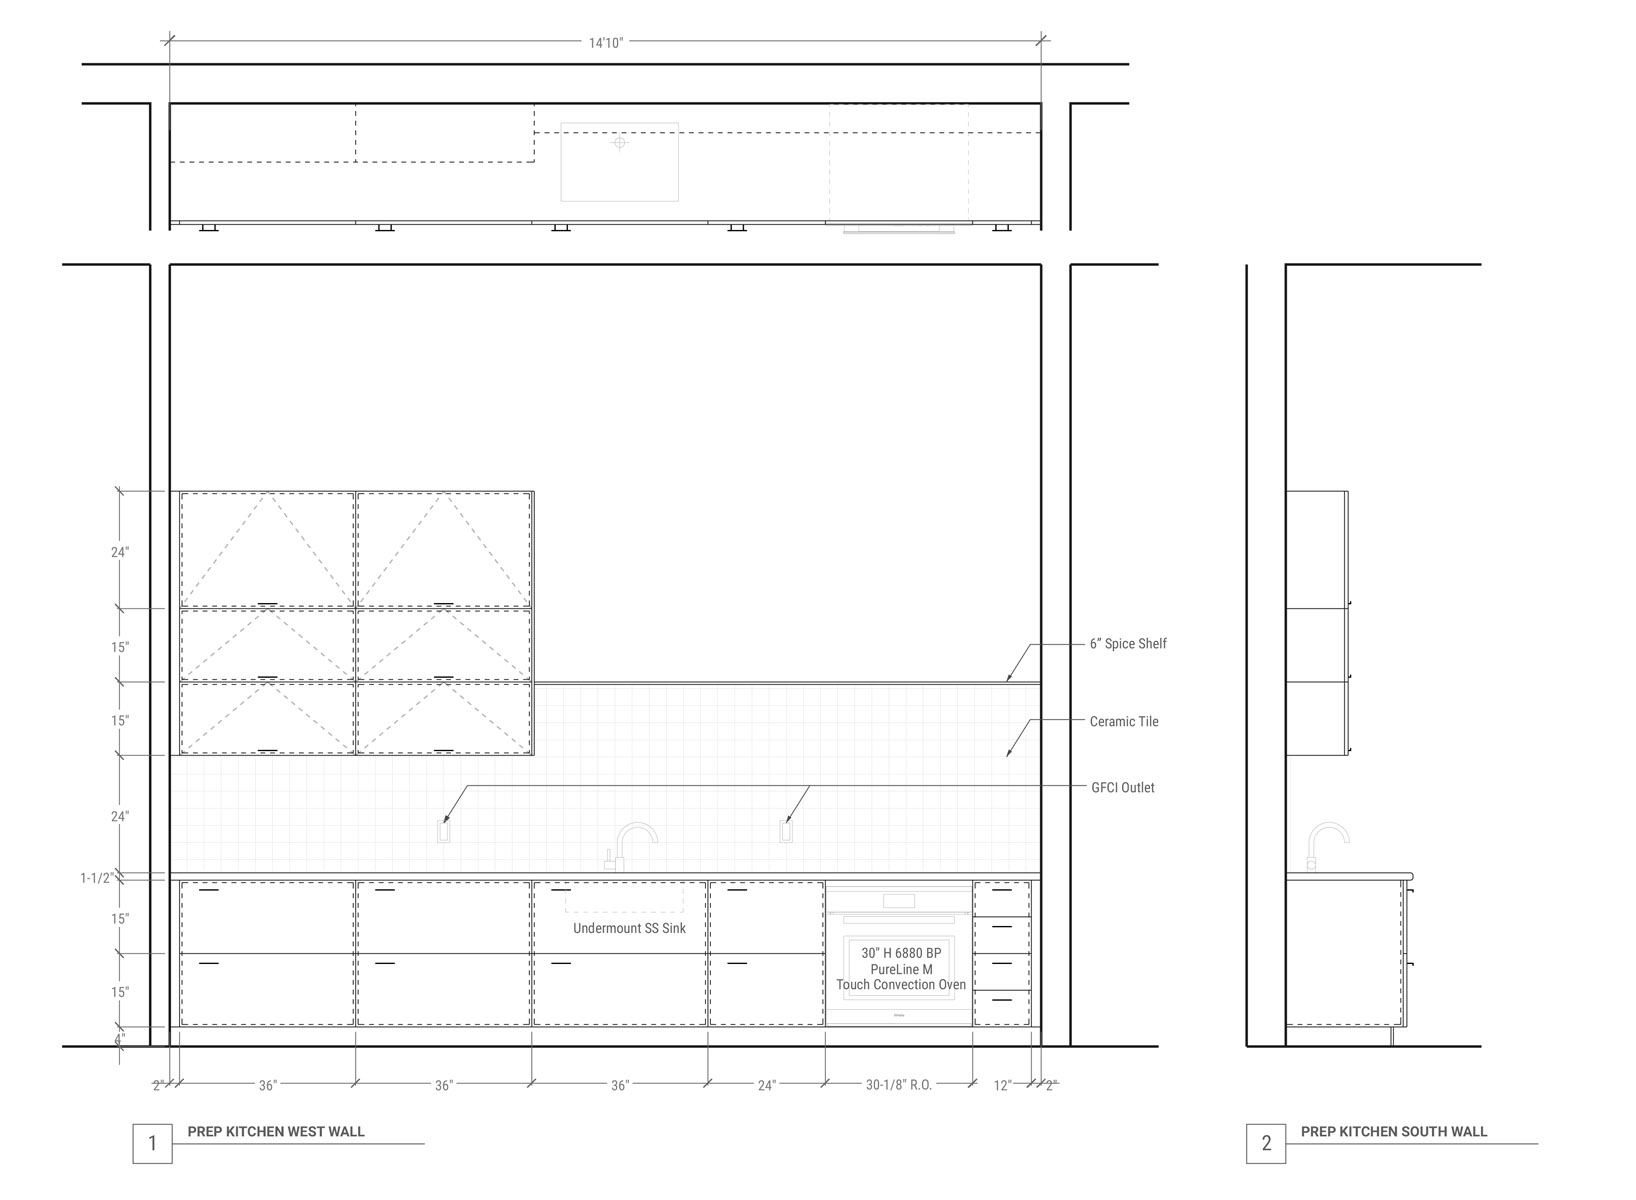 14'10"
24"
15"
6” Spice Shelf
15"
Ceramic Tile
24"
GFCI Outlet
1-1/2"
15"
Undermount SS Sink
30" H 6880 BP
PureLine M
Touch Convection Oven
15"
4"
2"
36"
36"
36"
24"
30-1/8" R.O.
12"
2"
1
PREP KITCHEN WEST WALL
2
PREP KITCHEN SOUTH WALL